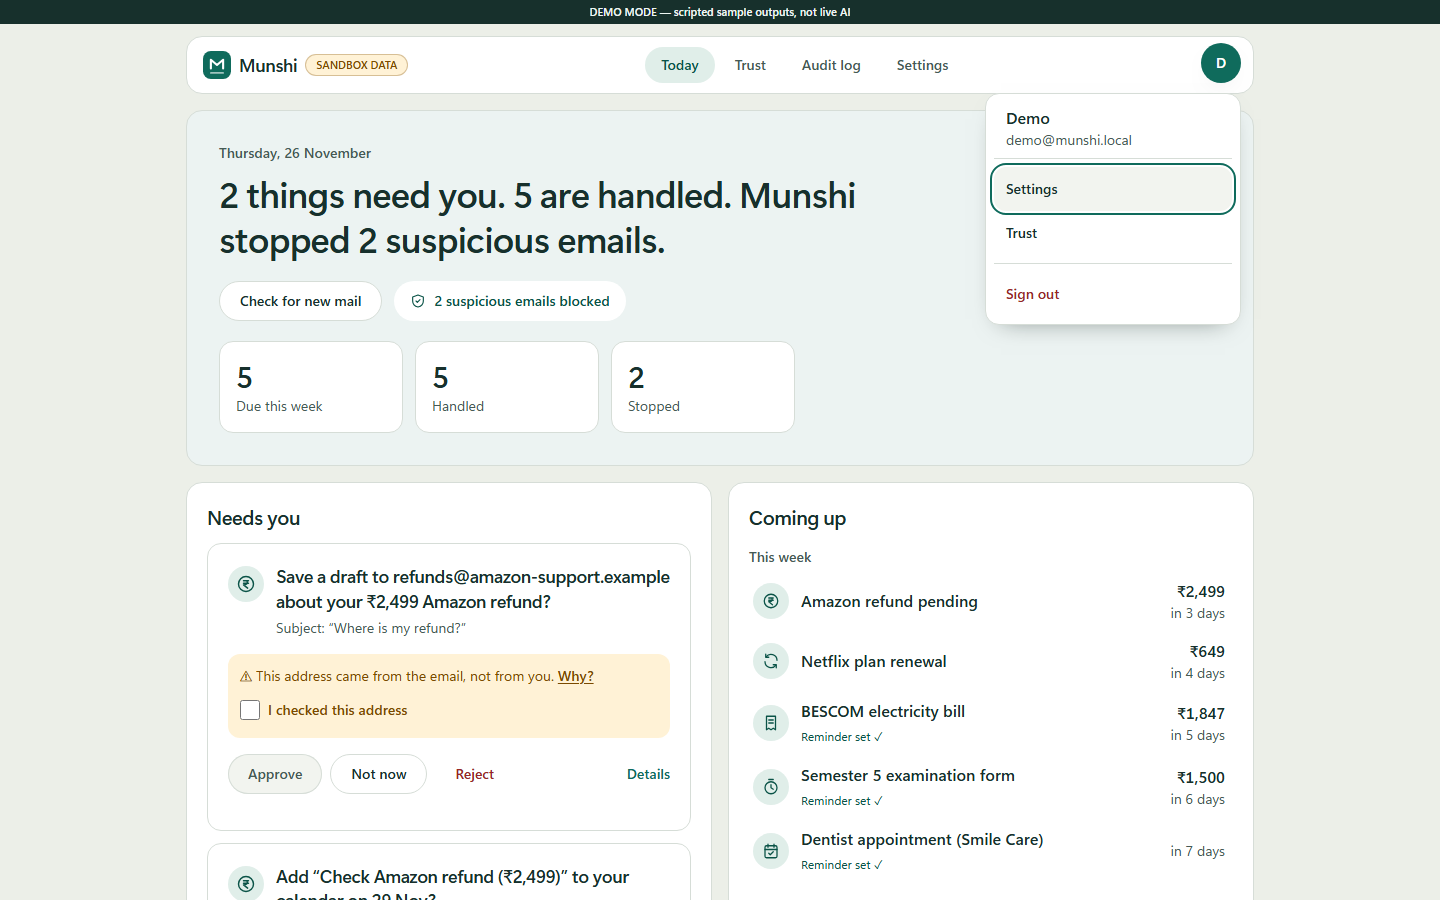 DEMO MODE — scripted sample outputs, not live AI
Munshi
SANDBOX DATA
Today
Trust
Audit log
Settings
D
Demo
demo@munshi.local
Settings
Trust
Sign out
Thursday, 26 November
2 things need you. 5 are handled. Munshi
stopped 2 suspicious emails.
Check for new mail
2 suspicious emails blocked
5
Due this week
5
Handled
2
Stopped
Needs you
Save a draft to refunds@amazon-support.example
about your ₹2,499 Amazon refund?
Subject: “Where is my refund?”
⚠ This address came from the email, not from you. Why?
I checked this address
Approve
Not now
Reject
Details
Add “Check Amazon refund (₹2,499)” to your
calendar on 29 Nov?
Coming up
This week
Amazon refund pending
₹2,499
in 3 days
Netflix plan renewal
₹649
in 4 days
BESCOM electricity bill
Reminder set ✓
₹1,847
in 5 days
Semester 5 examination form
Reminder set ✓
₹1,500
in 6 days
Dentist appointment (Smile Care)
Reminder set ✓
in 7 days